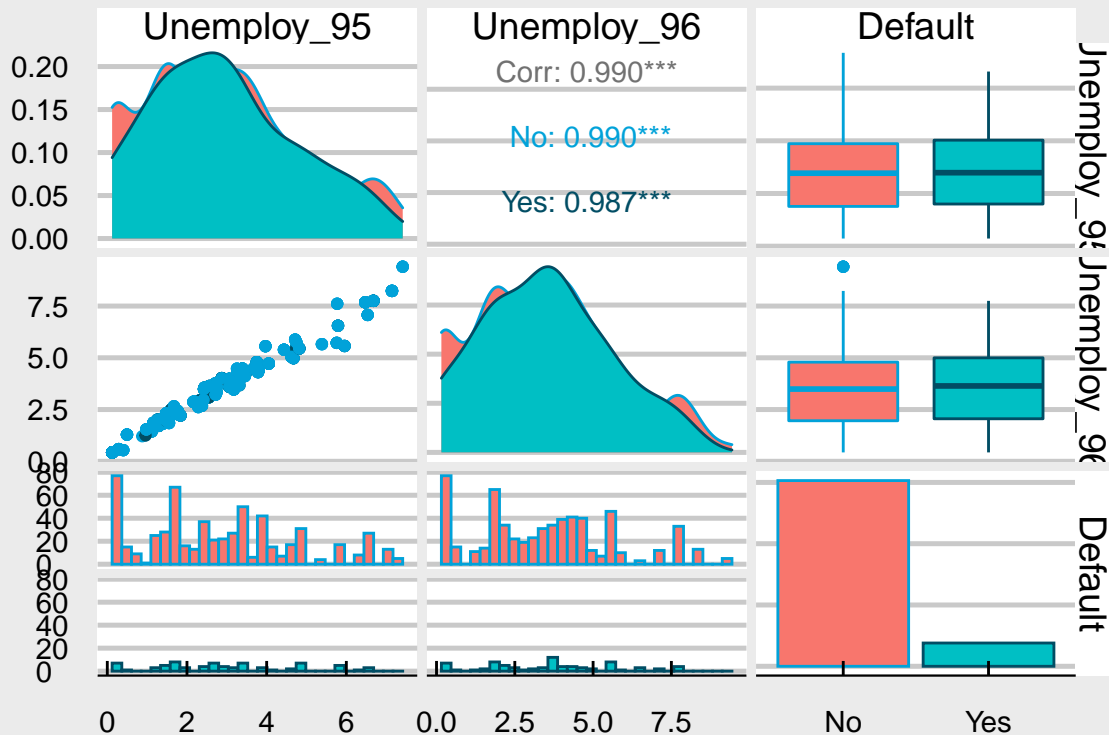 Unemploy_95 Unemploy_96 Default
0.20
0.15
0.10
0.05
0.00
Corr: 0.990***
No: 0.990***
Yes: 0.987***
Unemploy_95
7.5
5.0
2.5
0.0
Unemploy_96
80
60
40
20
0
80
60
40
20
0
Default
0 2 4 6 0.0 2.5 5.0 7.5 No Yes